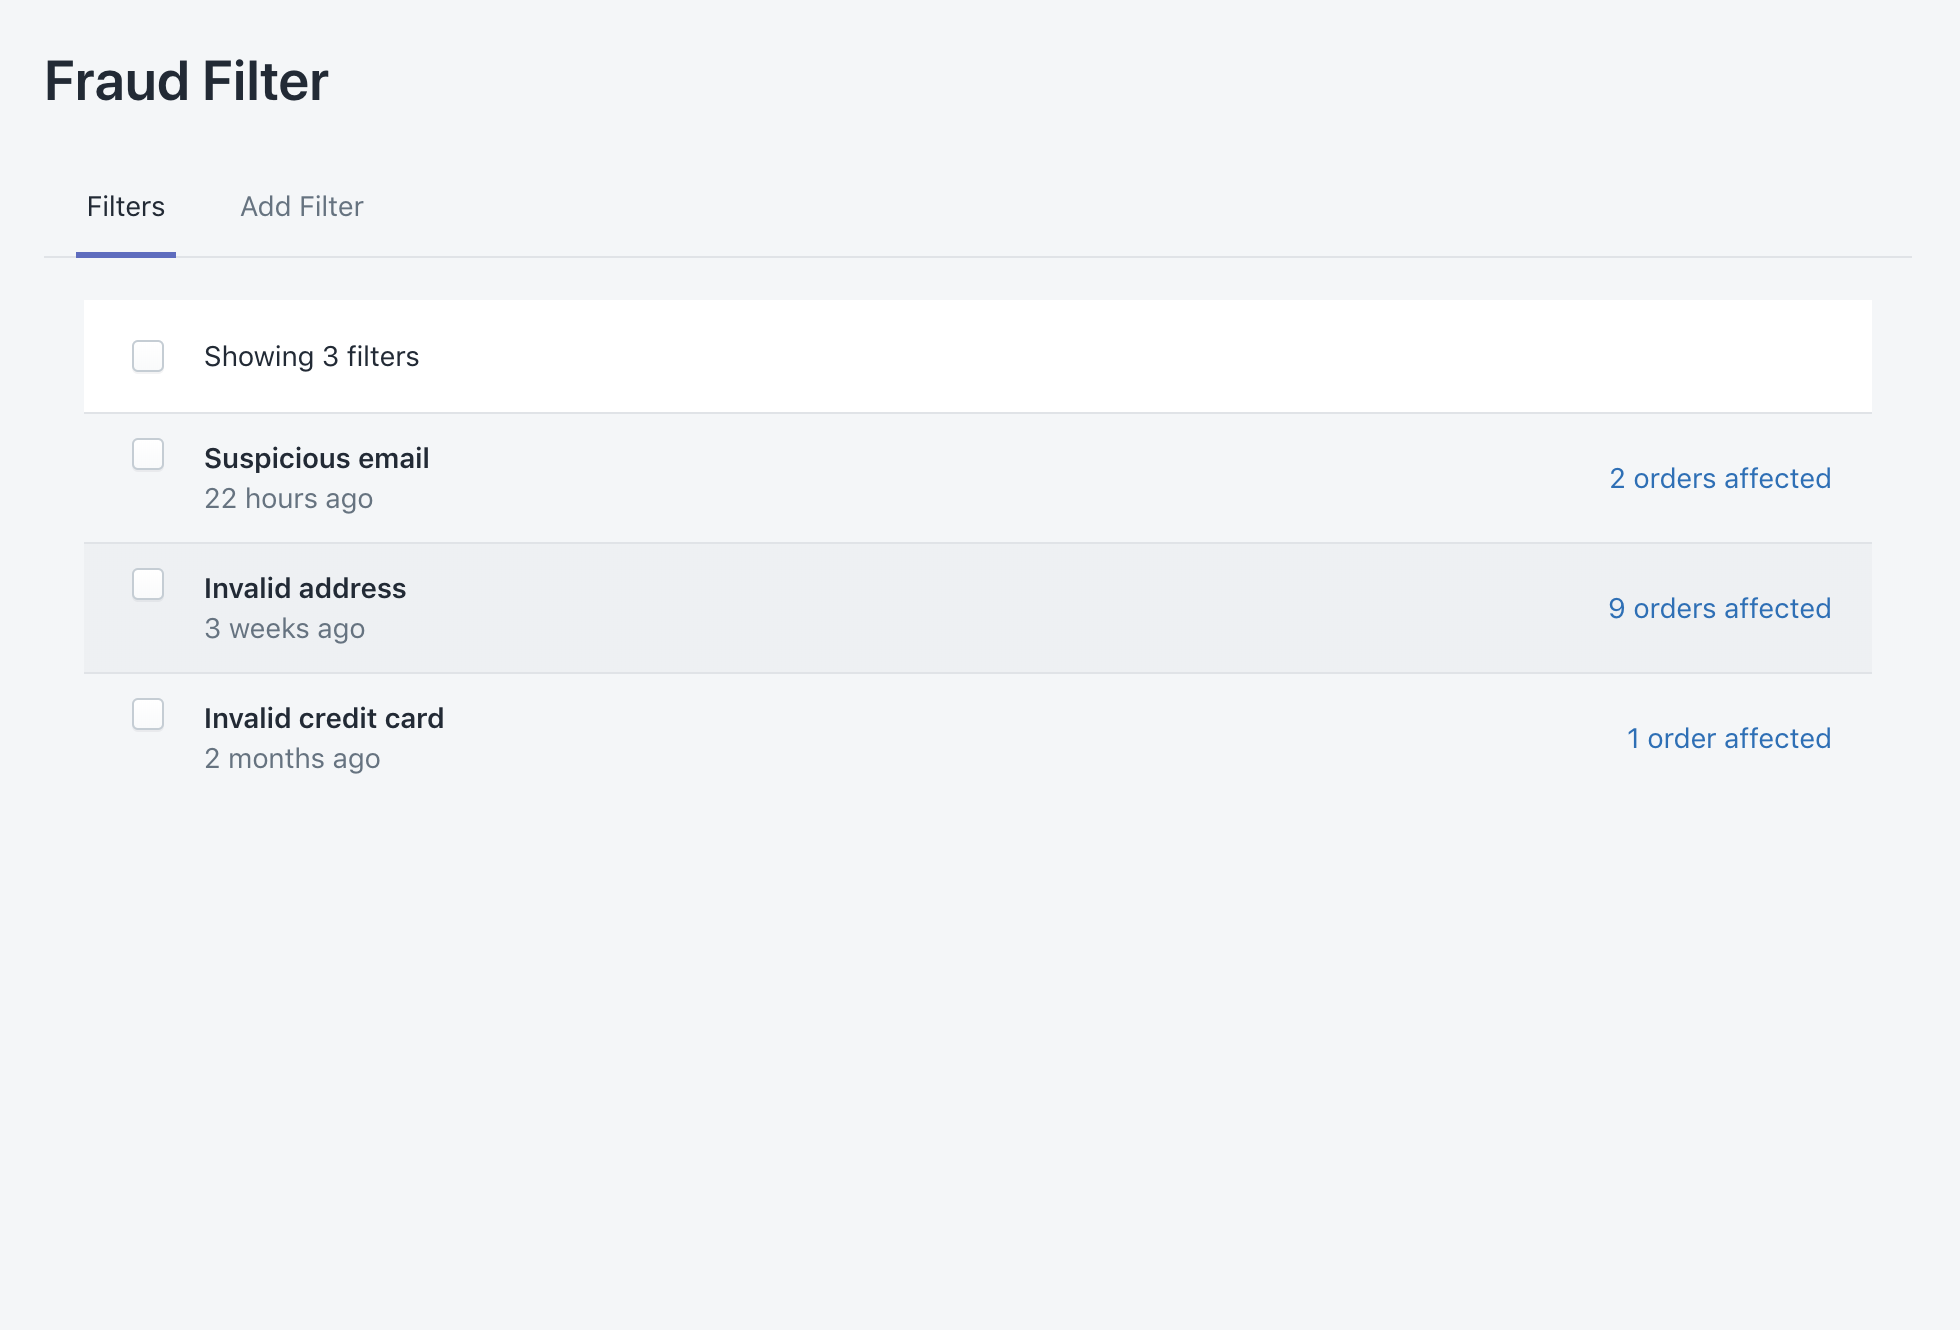 Fraud Filter
Filters Add Filter
Showing 3 filters
Suspicious email
22 hours ago
2 orders affected
Invalid address
3 weeks ago
9 orders affected
Invalid credit card
2 months ago
1 order affected